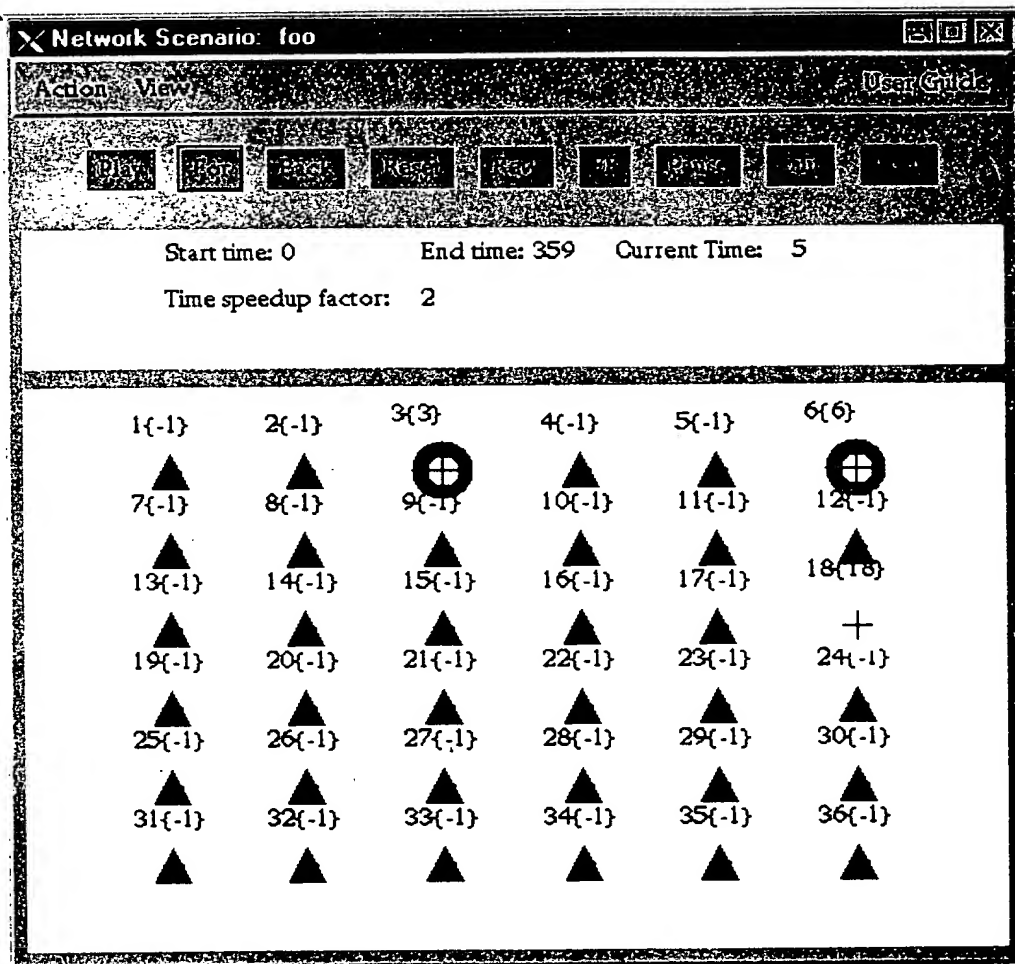 Network Scenario: foo
Action View User Guide
Play For Back Reset
Start time: 0 End time: 359 Current Time: 5
Time speedup factor: 2
1{-1} 2{-1} 3{3} 4{-1} 5{-1} 6{6}
7{-1} 8{-1} 9{-1} 10{-1} 11{-1} 12{-1}
13{-1} 14{-1} 15{-1} 16{-1} 17{-1} 18{18}
19{-1} 20{-1} 21{-1} 22{-1} 23{-1} 24{-1}
25{-1} 26{-1} 27{-1} 28{-1} 29{-1} 30{-1}
31{-1} 32{-1} 33{-1} 34{-1} 35{-1} 36{-1}